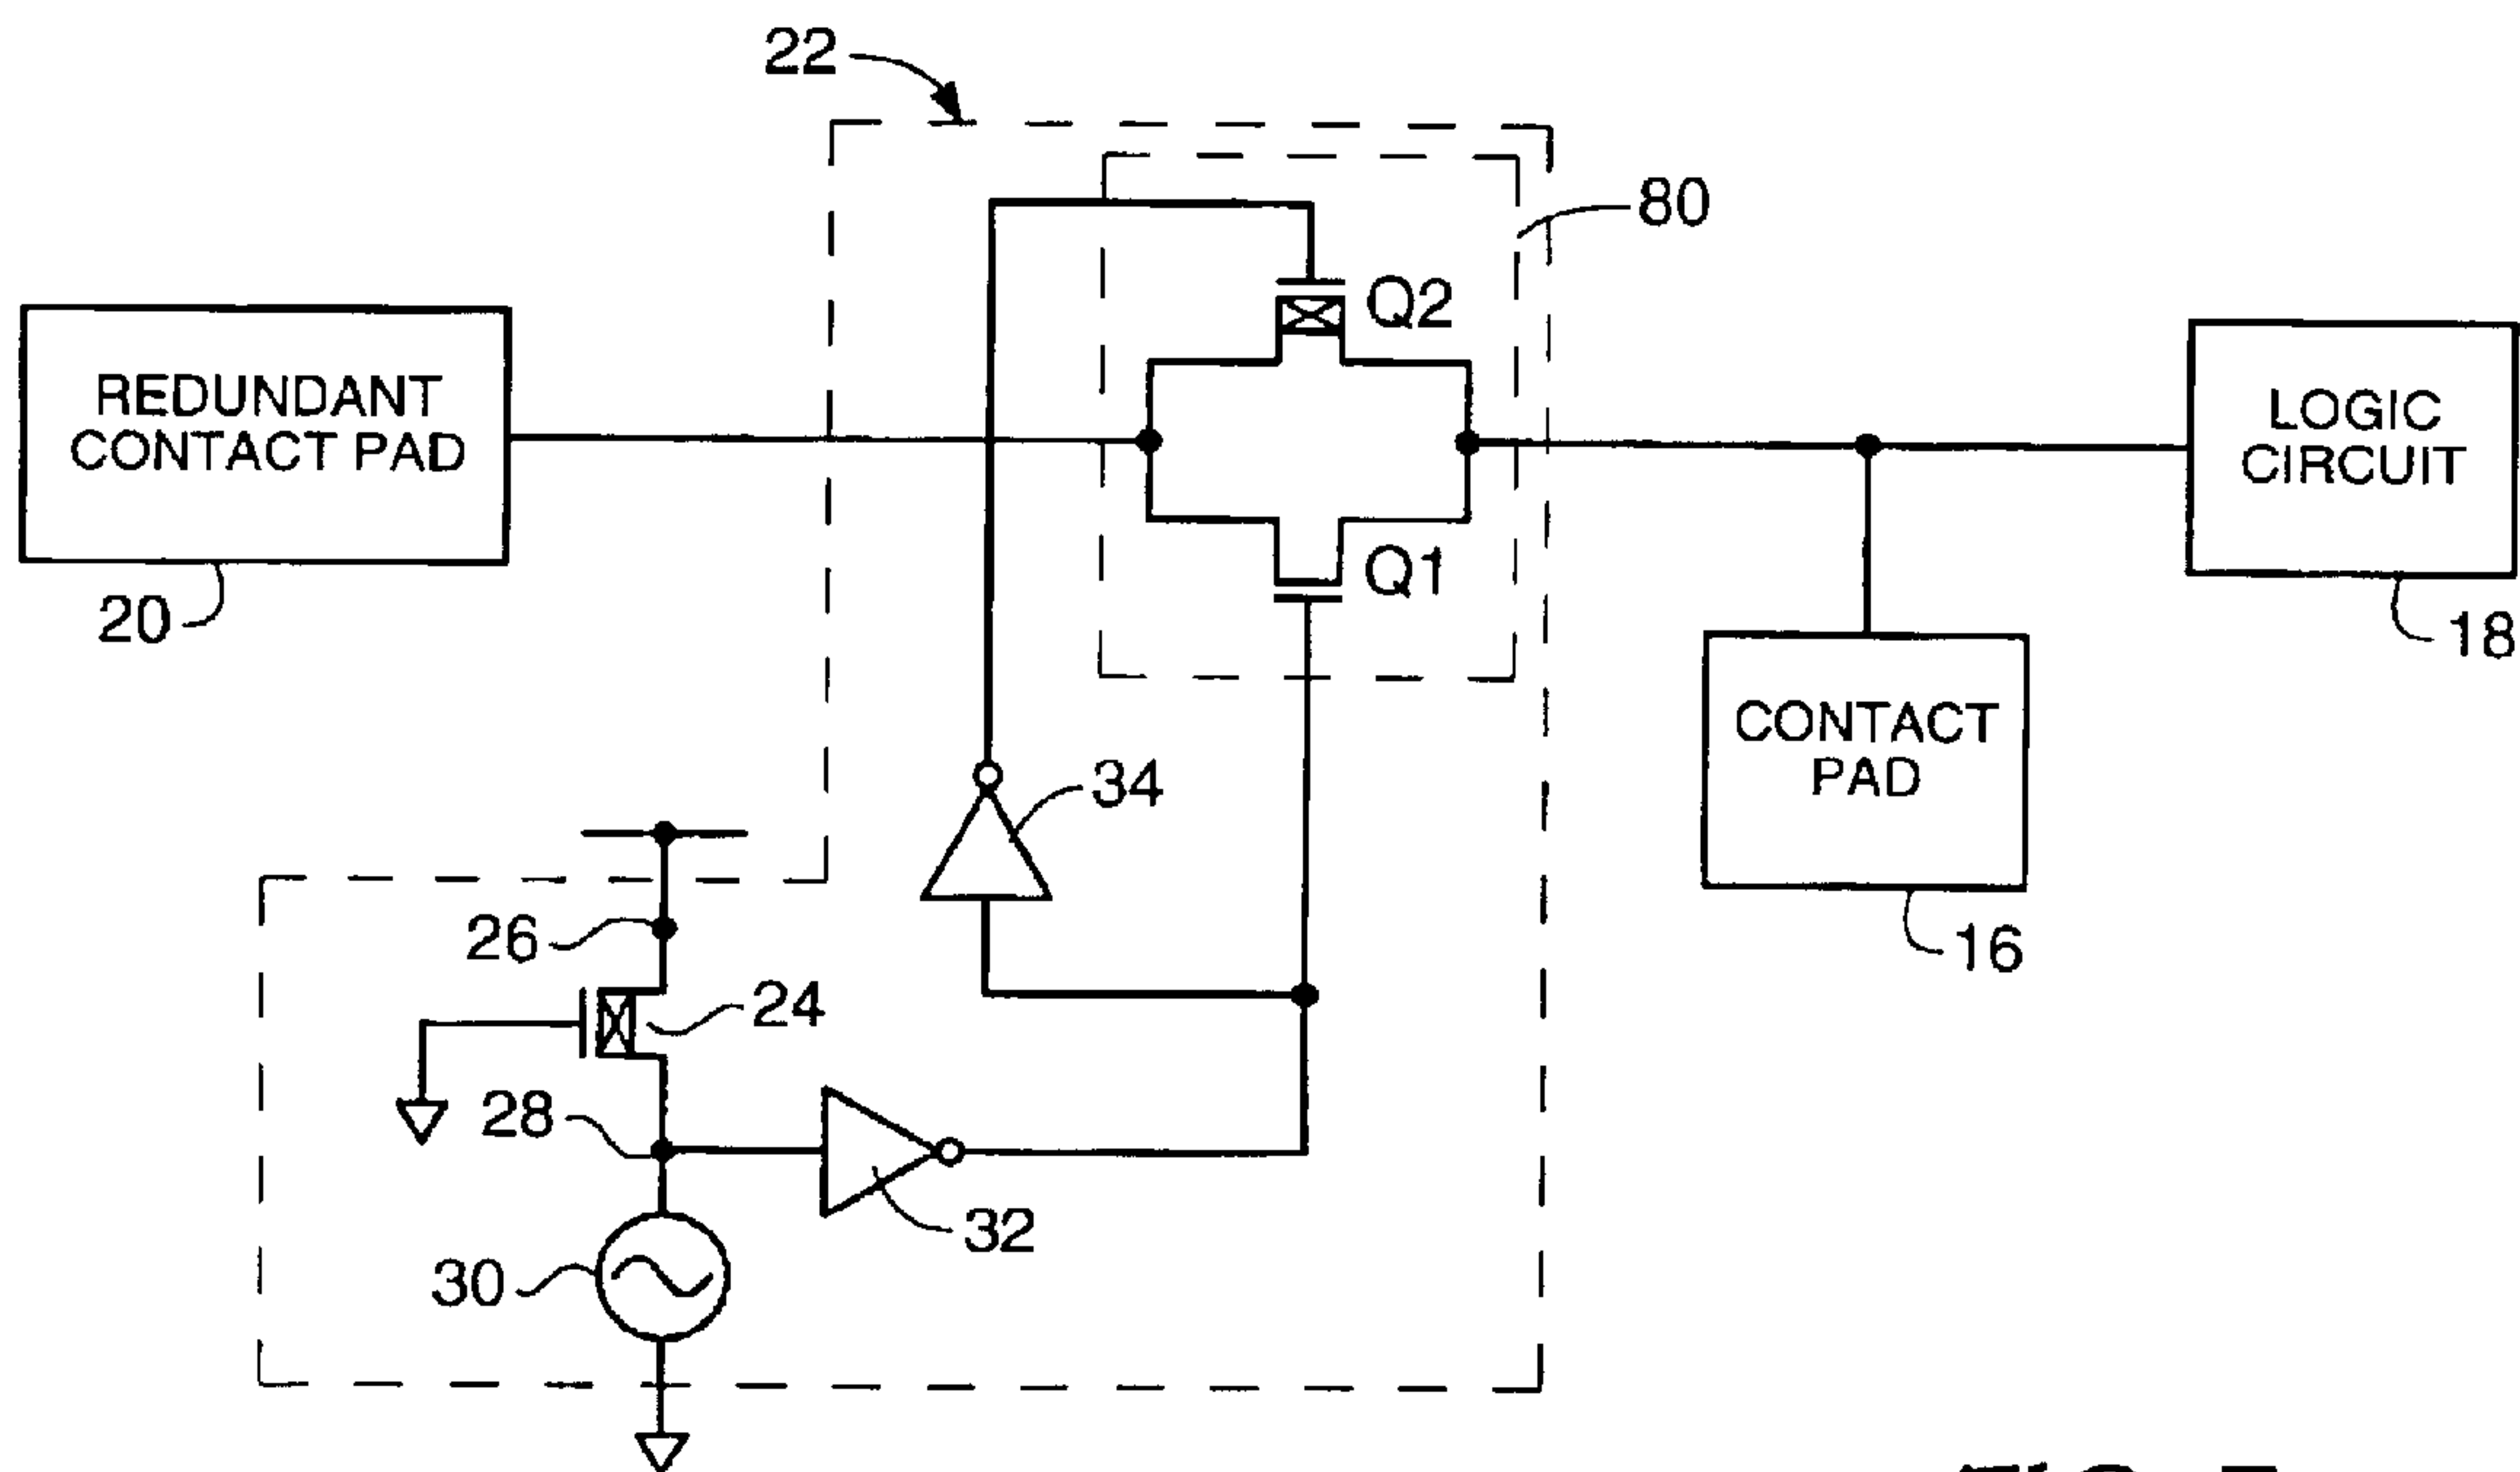 22
80
Q2
REDUNDANT
CONTACT PAD
LOGIC
CIRCUIT
Q1
20
18
CONTACT
PAD
34
26
16
24
28
32
30